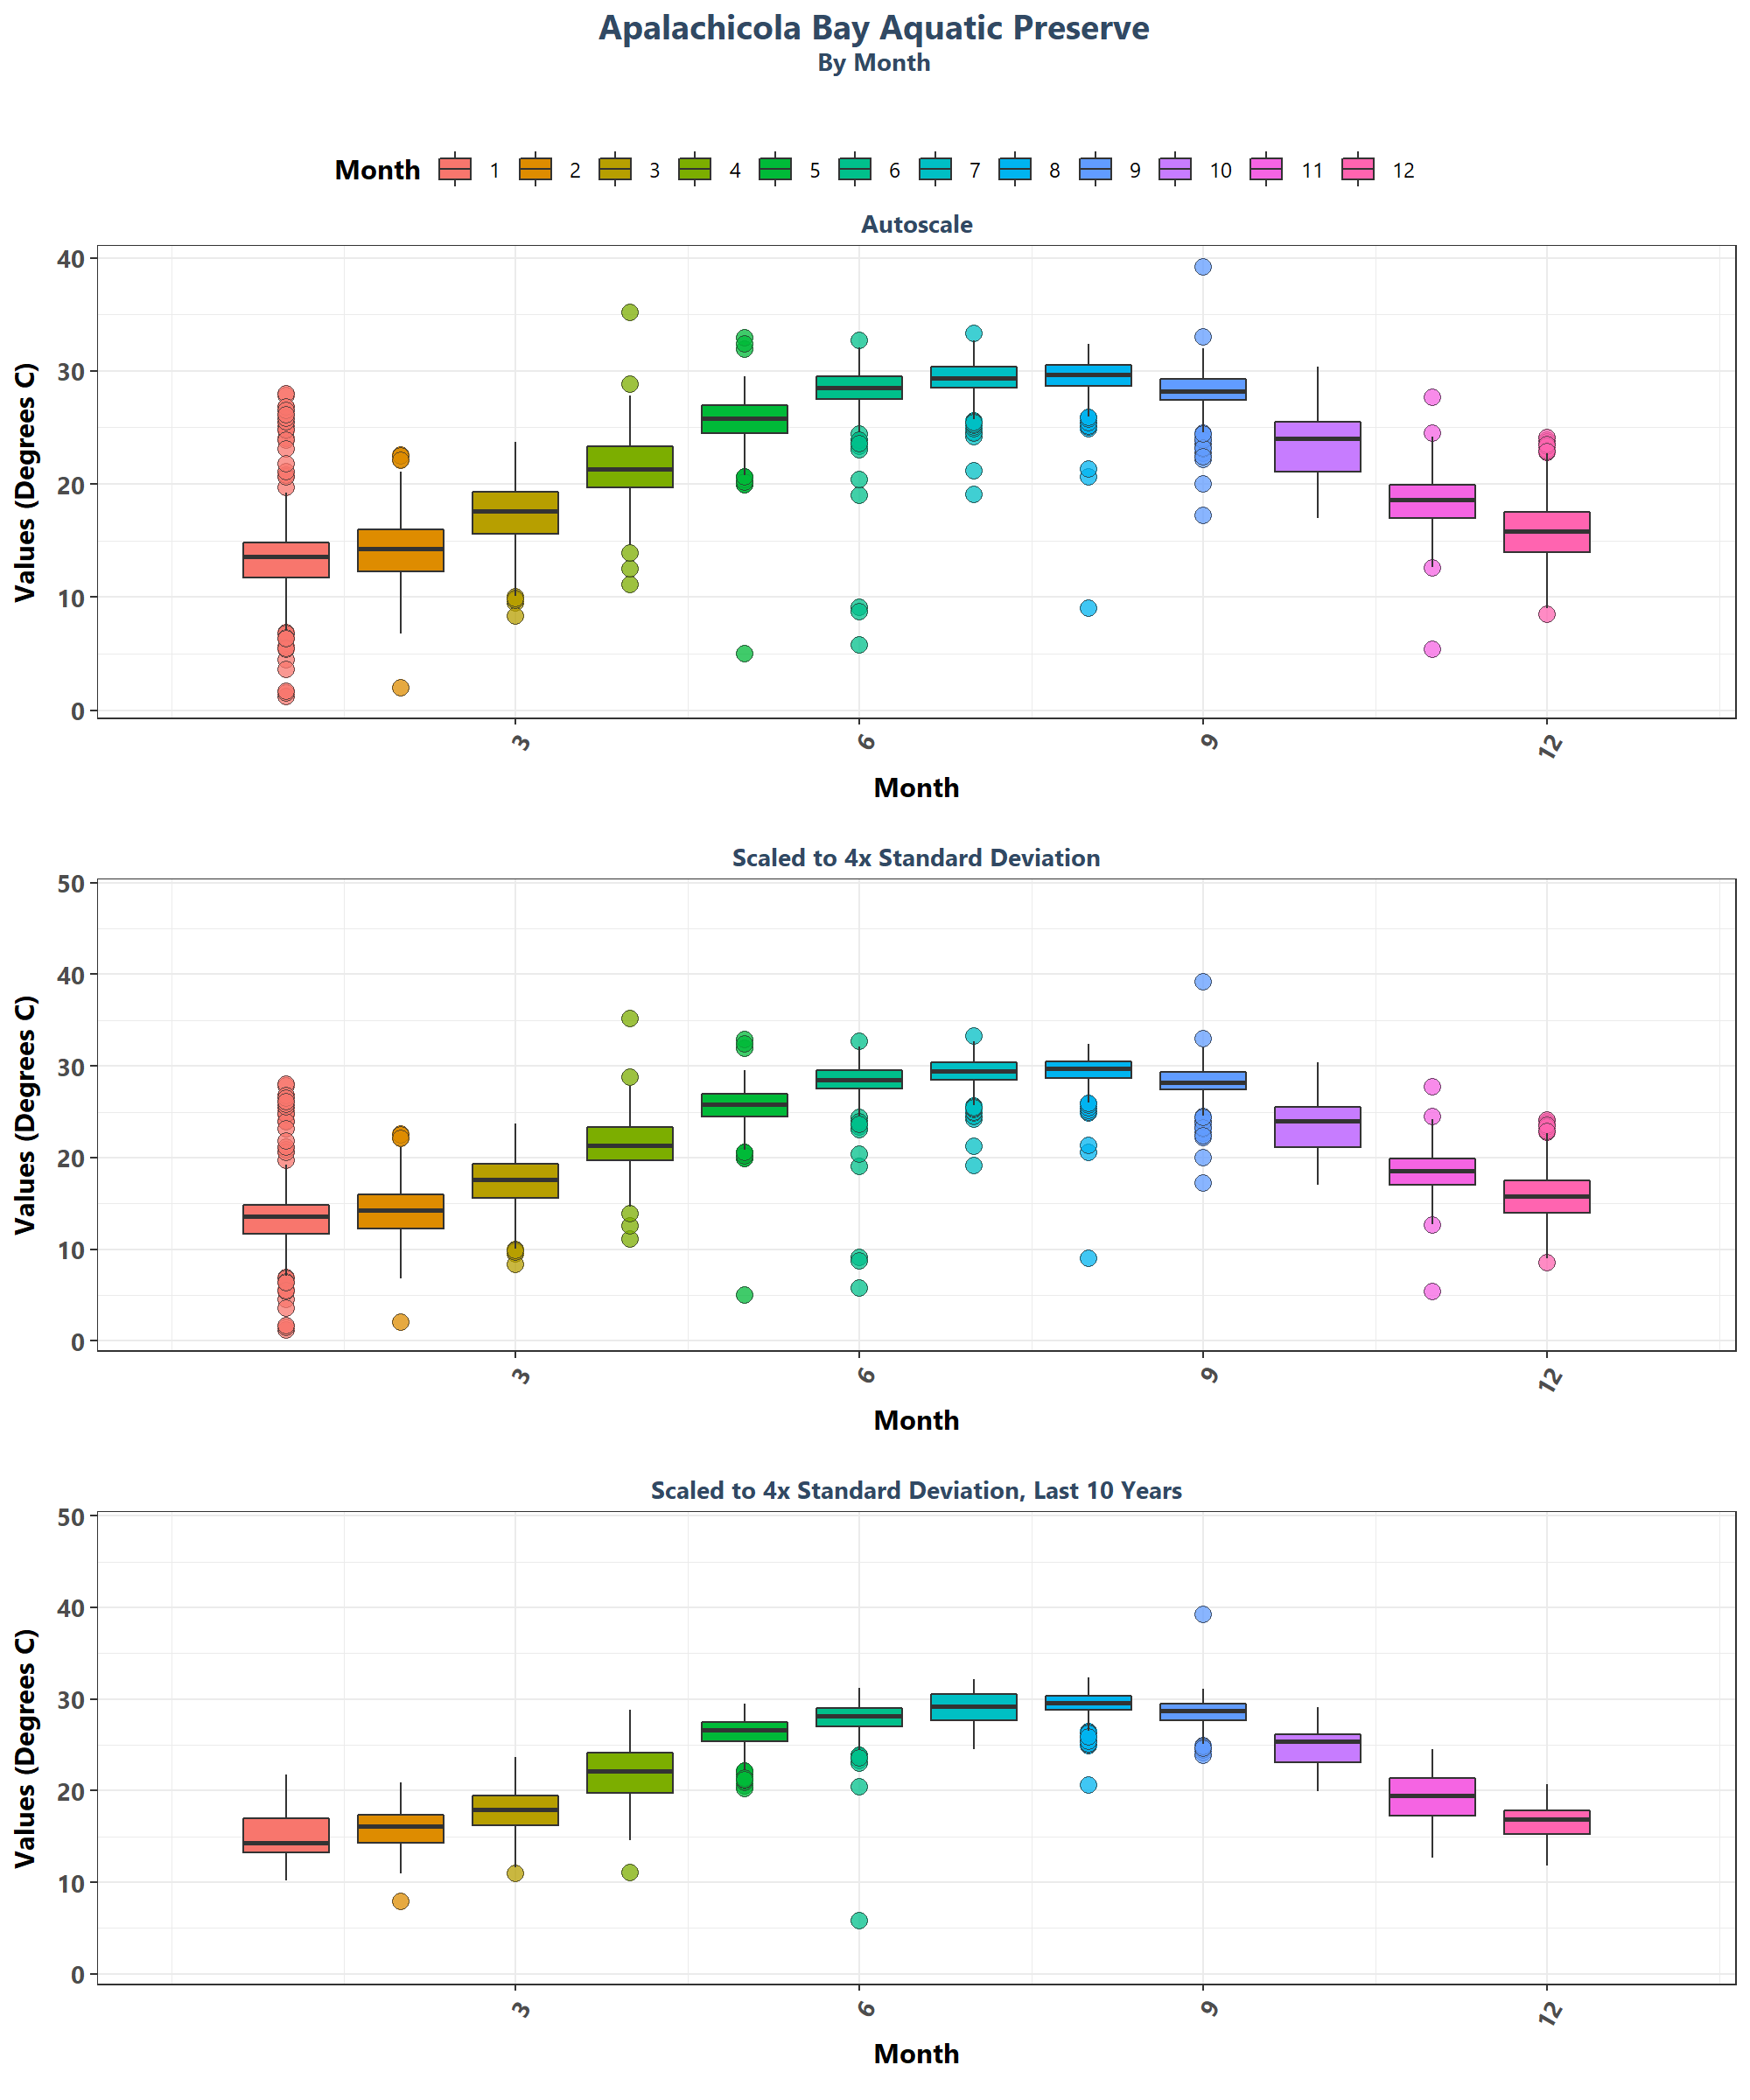 Apalachicola Bay Aquatic Preserve
By Month
Month 1 2 3 4 5 6 7 8 9 10 11 12
Autoscale
Values (Degrees C)
40
30
20
10
0
3 6 9 12
Month
Scaled to 4x Standard Deviation
Values (Degrees C)
50
40
30
20
10
0
3 6 9 12
Month
Scaled to 4x Standard Deviation, Last 10 Years
Values (Degrees C)
50
40
30
20
10
0
3 6 9 12
Month